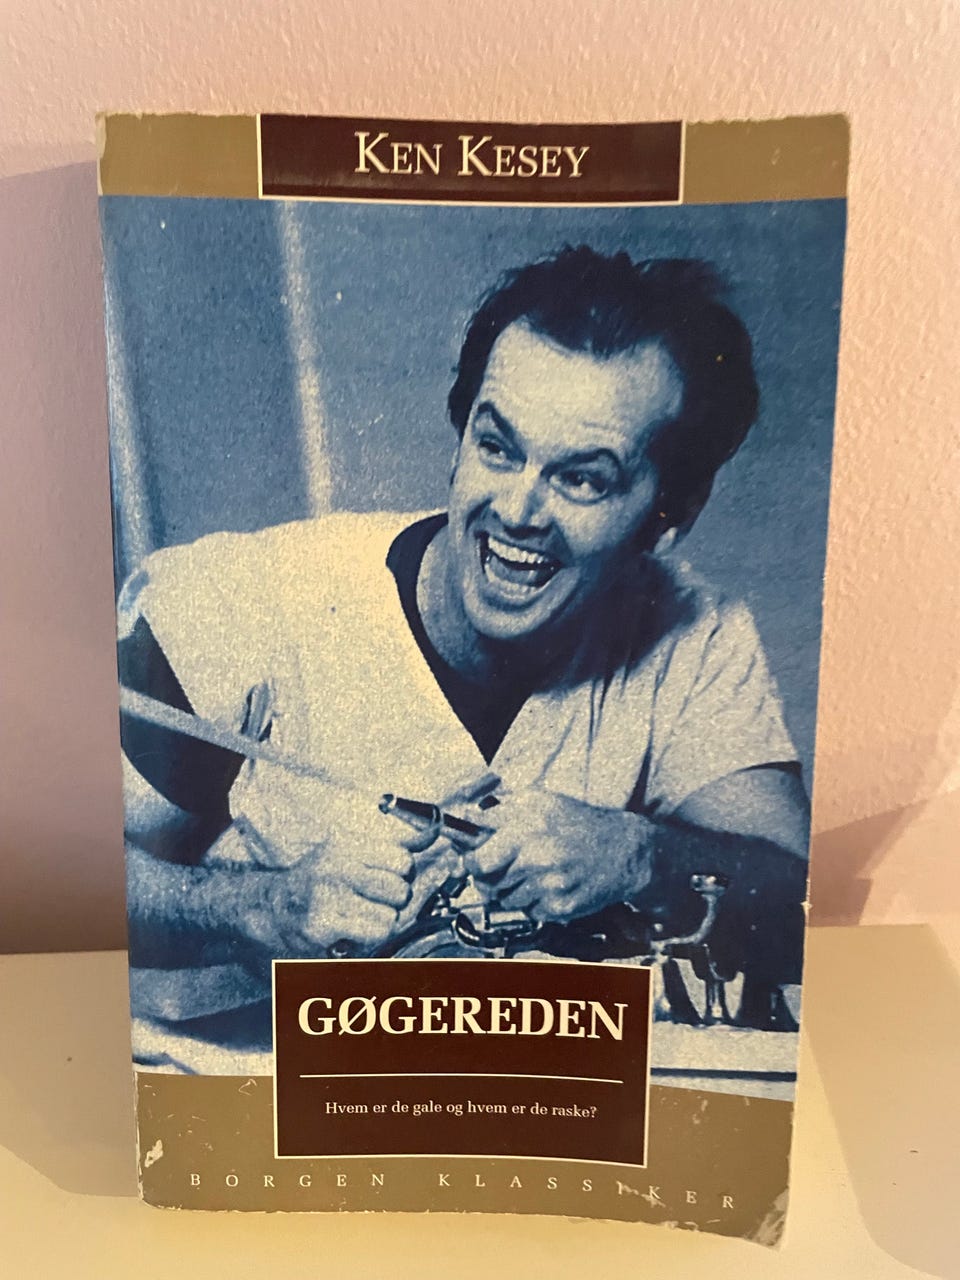 KEN KESEY
GØGEREDEN
Hvem er de gale og hvem er de raske?
BORGEN KLASSIKER